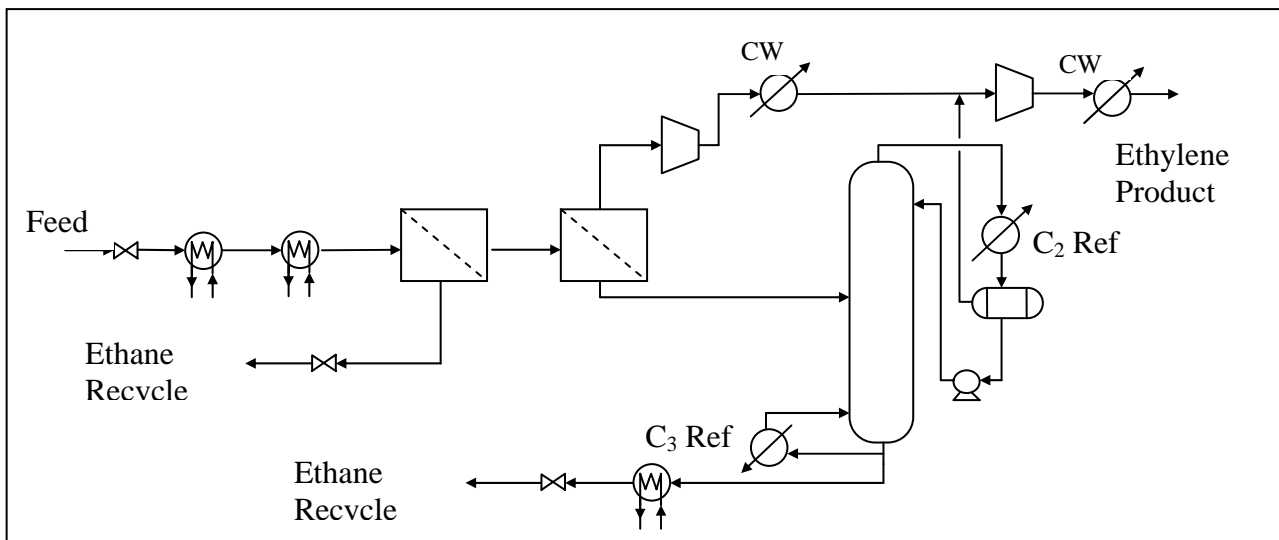 CW
CW
Ethylene
Product
Feed
C₂ Ref
Ethane
Recvcle
C₃ Ref
Ethane
Recvcle